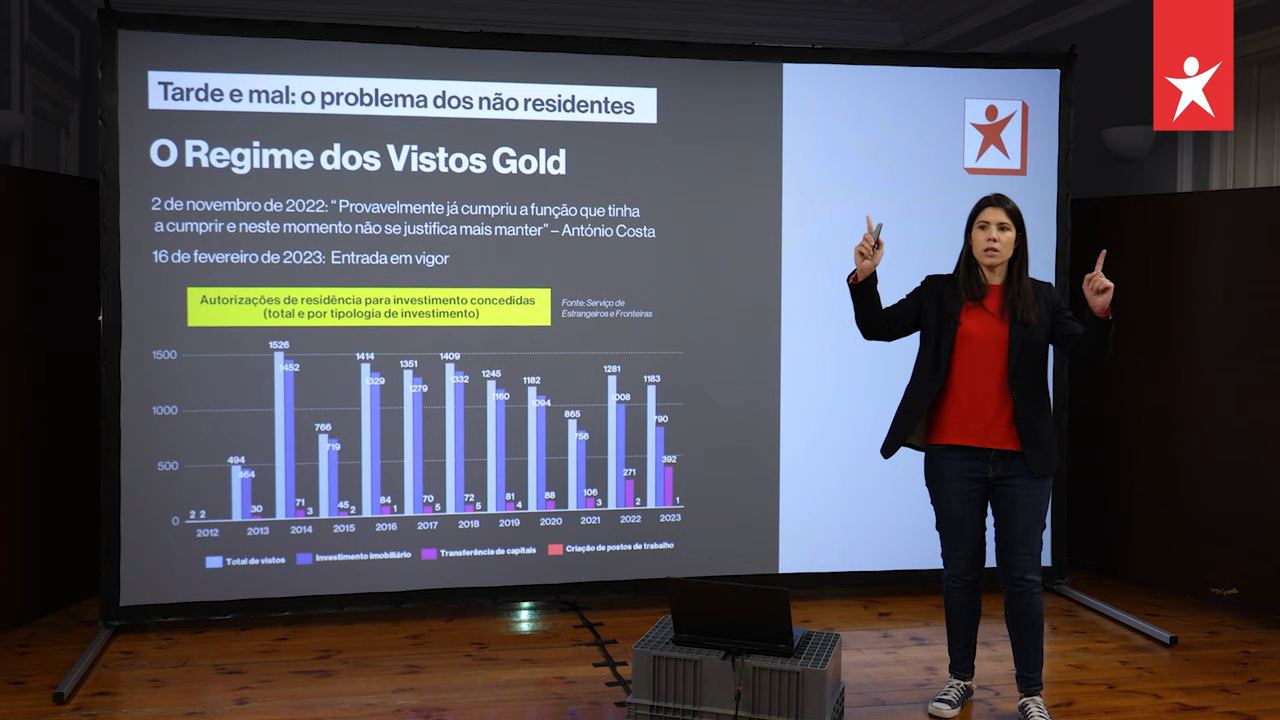 Tarde e mal: o problema dos não residentes
O Regime dos Vistos Gold
2 de novembro de 2022: “Provavelmente já cumpriu a função que tinha
a cumprir e neste momento não se justifica mais manter” – António Costa
16 de fevereiro de 2023: Entrada em vigor
Autorizações de residência para investimento concedidas
(total e por tipologia de investimento)
Fonte: Serviço de
Estrangeiros e Fronteiras
1500
1000
500
0
2 2
494 464 30
1526 1452 71 3
766 719 45 2
1414 1329 84 1
1351 1279 70 5
1409 1332 72 5
1245 1160 81 4
1182 1094 88
865 756 106 3
1281 1008 271 2
1183 790 392 1
2012 2013 2014 2015 2016 2017 2018 2019 2020 2021 2022 2023
Total de vistos Investimento imobiliário Transferência de capitais Criação de postos de trabalho